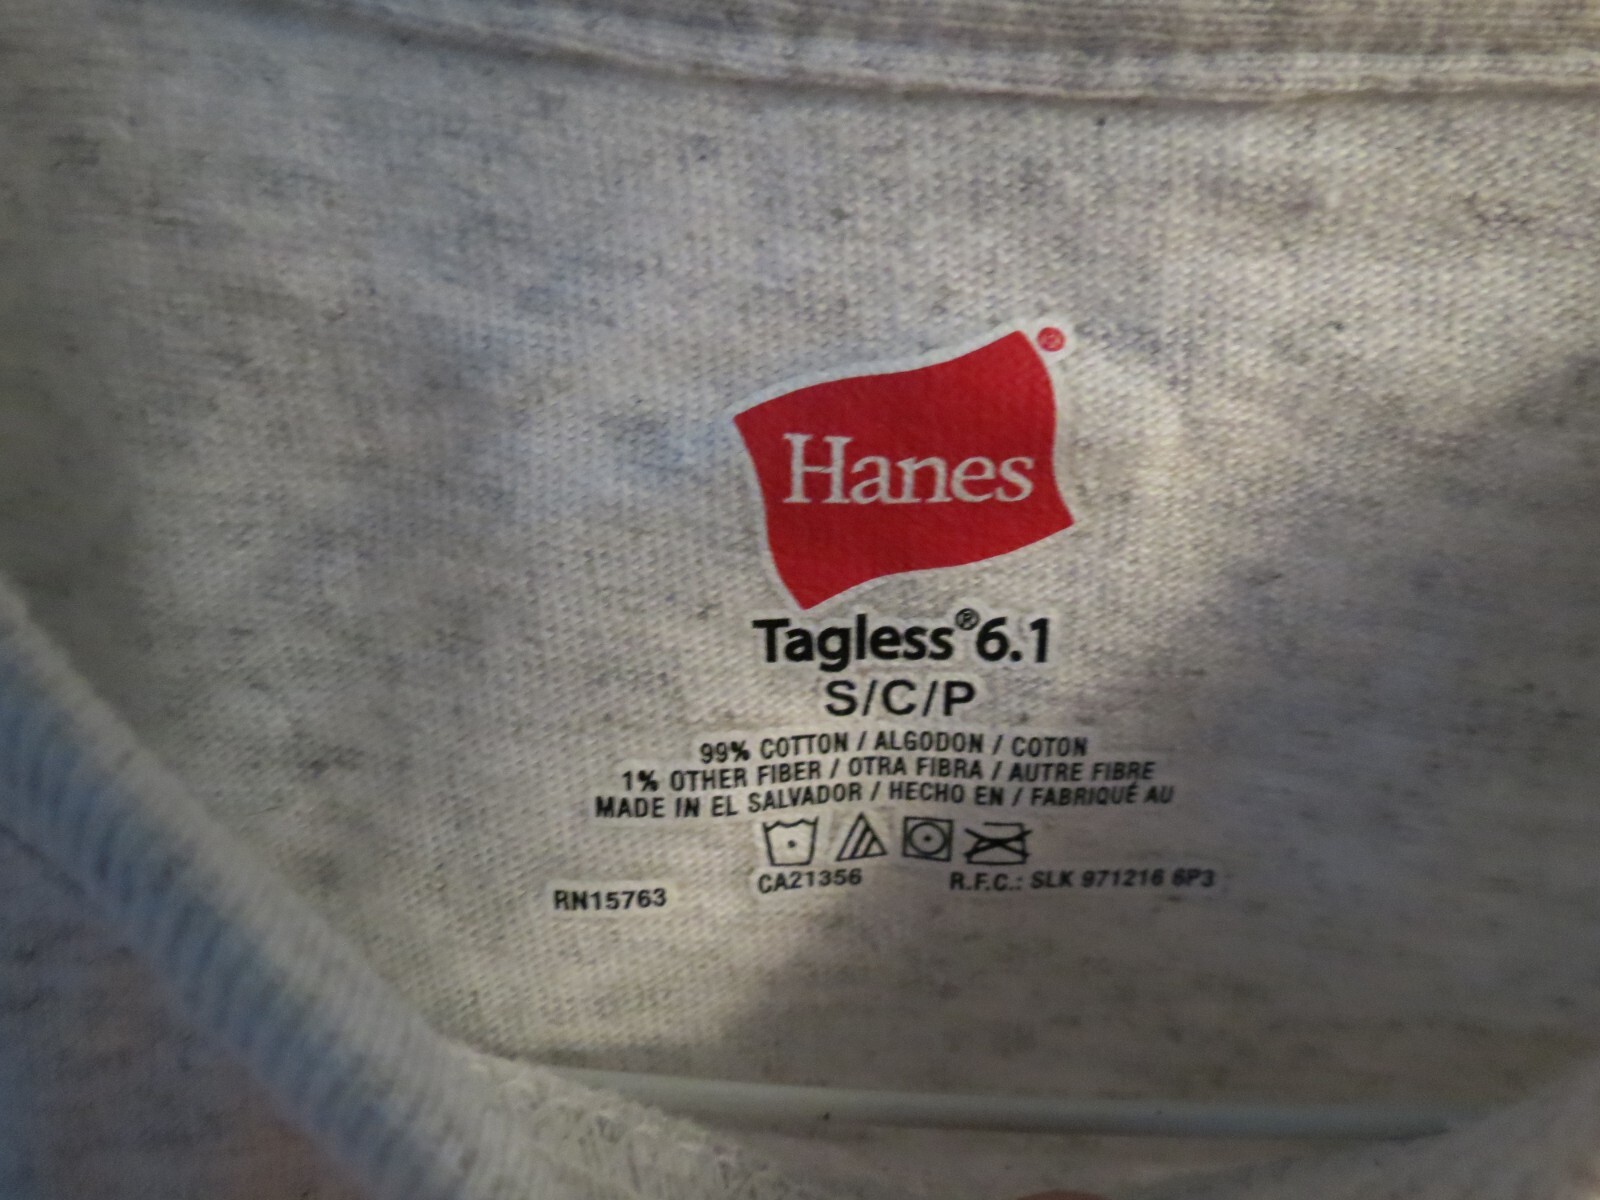 Hanes®
Tagless® 6.1
S/C/P
99% COTTON / ALGODON / COTON
1% OTHER FIBER / OTRA FIBRA / AUTRE FIBRE
MADE IN EL SALVADOR / HECHO EN / FABRIQUÉ AU
RN15763 CA21356 R.F.C.: SLK 971216 6P3